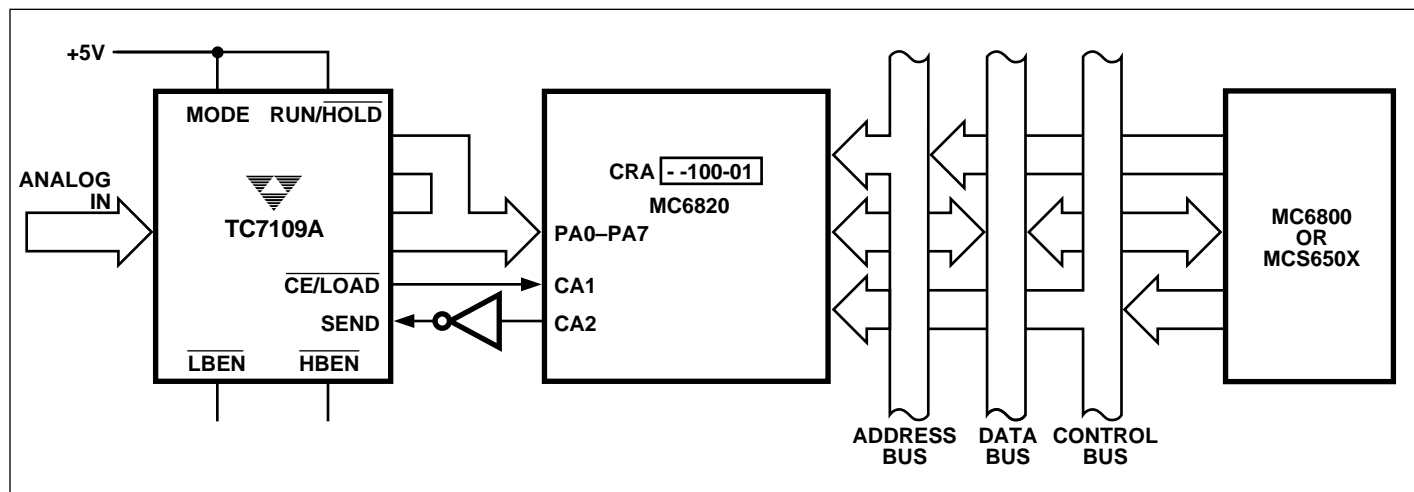 +5V
MODE RUN/HOLD
ANALOG
IN
TC7109A
CE/LOAD
SEND
LBEN HBEN
CRA - -100-01
MC6820
PA0–PA7
CA1
CA2
MC6800
OR
MCS650X
ADDRESS
BUS
DATA
BUS
CONTROL
BUS